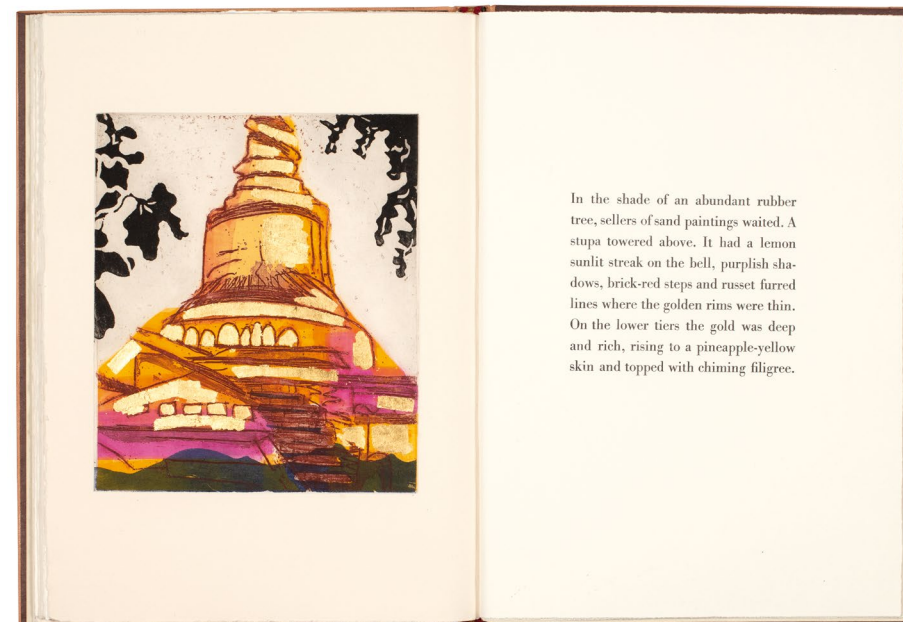 In the shade of an abundant rubber
tree, sellers of sand paintings waited. A
stupa towered above. It had a lemon
sunlit streak on the bell, purplish sha-
dows, brick-red steps and russet furred
lines where the golden rims were thin.
On the lower tiers the gold was deep
and rich, rising to a pineapple-yellow
skin and topped with chiming filigree.